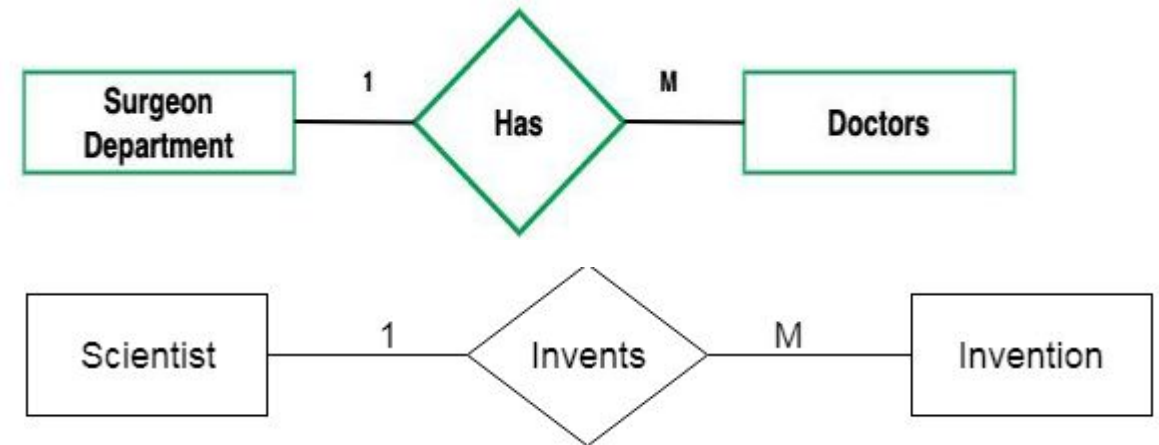 1 M
Surgeon
Department
Has
Doctors
Scientist
1
Invents
M
Invention